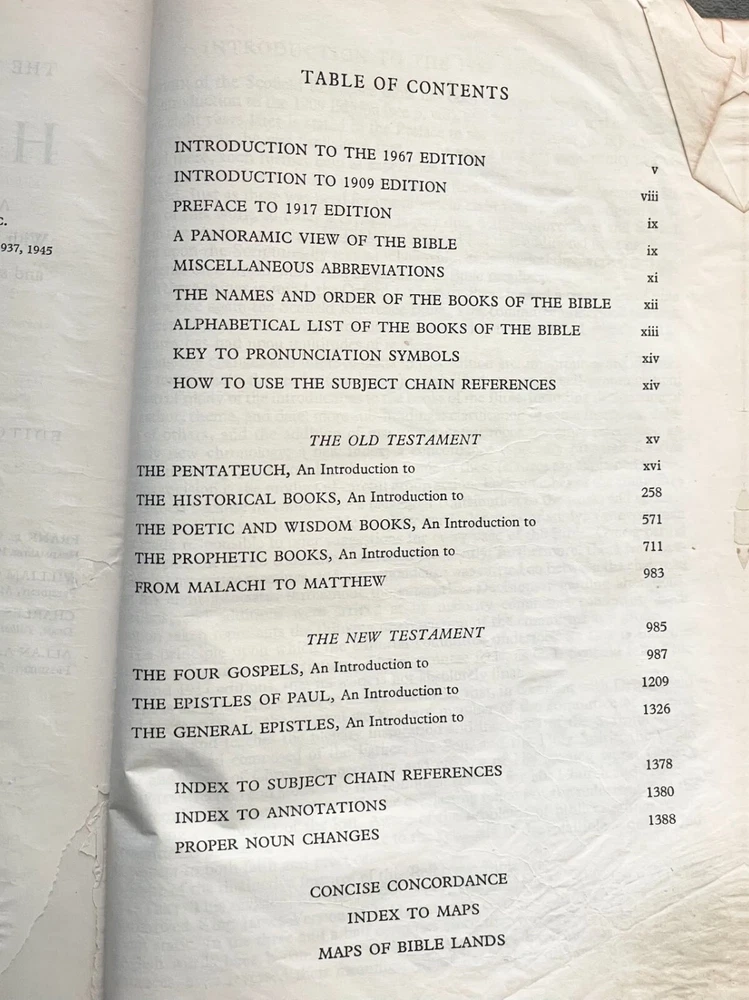 TABLE OF CONTENTS
INTRODUCTION TO THE 1967 EDITION v
INTRODUCTION TO 1909 EDITION viii
PREFACE TO 1917 EDITION ix
A PANORAMIC VIEW OF THE BIBLE ix
MISCELLANEOUS ABBREVIATIONS xi
THE NAMES AND ORDER OF THE BOOKS OF THE BIBLE xii
ALPHABETICAL LIST OF THE BOOKS OF THE BIBLE xiii
KEY TO PRONUNCIATION SYMBOLS xiv
HOW TO USE THE SUBJECT CHAIN REFERENCES xiv
THE OLD TESTAMENT xv
THE PENTATEUCH, An Introduction to xvi
THE HISTORICAL BOOKS, An Introduction to 258
THE POETIC AND WISDOM BOOKS, An Introduction to 571
THE PROPHETIC BOOKS, An Introduction to 711
FROM MALACHI TO MATTHEW 983
THE NEW TESTAMENT 985
THE FOUR GOSPELS, An Introduction to 987
THE EPISTLES OF PAUL, An Introduction to 1209
THE GENERAL EPISTLES, An Introduction to 1326
INDEX TO SUBJECT CHAIN REFERENCES 1378
INDEX TO ANNOTATIONS 1380
PROPER NOUN CHANGES 1388
CONCISE CONCORDANCE
INDEX TO MAPS
MAPS OF BIBLE LANDS
C.
937, 1945